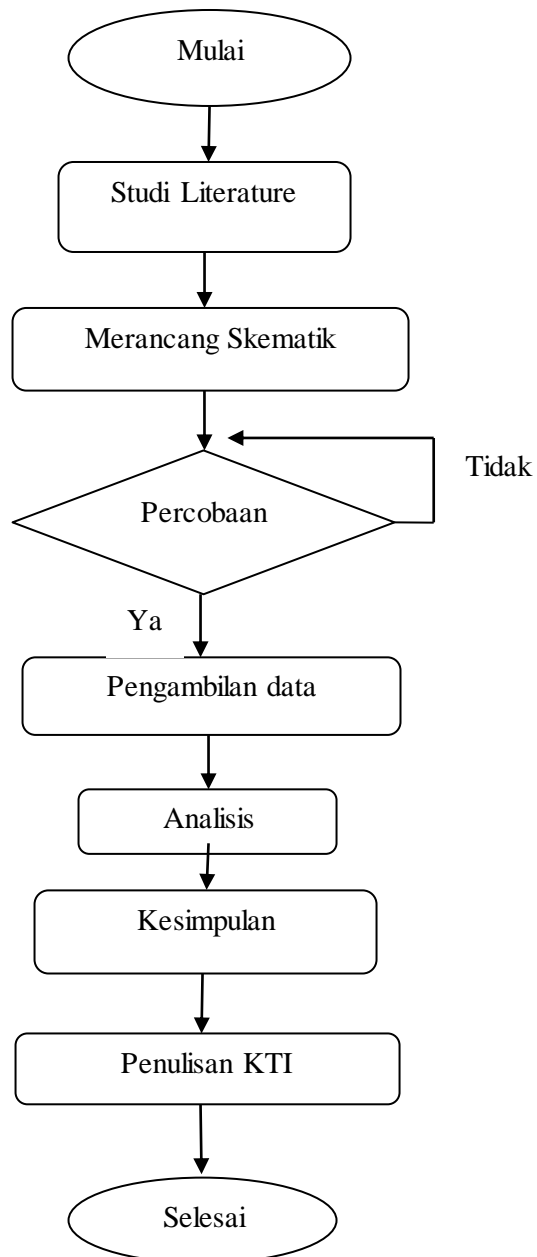 Mulai
Studi Literature
Merancang Skematik
Tidak
Percobaan
Ya
Pengambilan data
Analisis
Kesimpulan
Penulisan KTI
Selesai